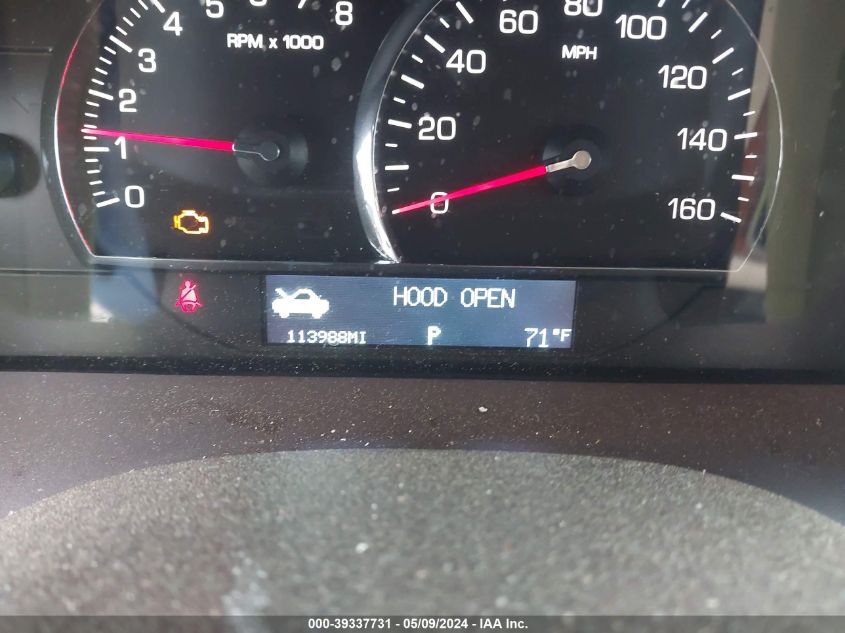 0 1 2 3 4 5 6 8
RPM x 1000
0 20 40 60 80 100 120 140 160
MPH
HOOD OPEN
113988MI P 71°F
000-39337731 - 05/09/2024 - IAA Inc.